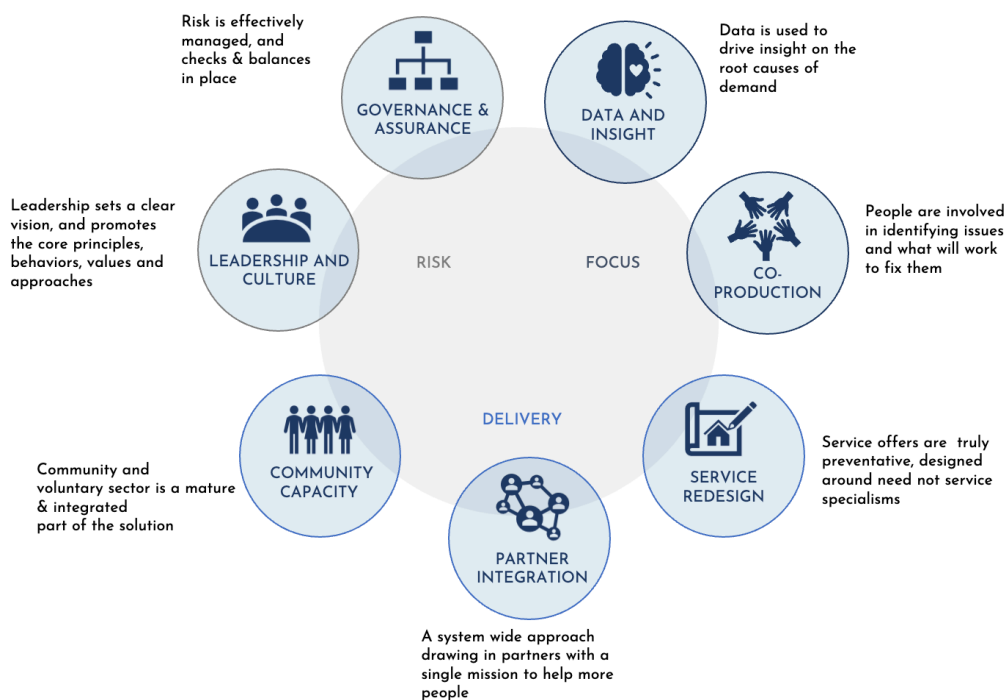 Risk is effectively
managed, and
checks & balances
in place
GOVERNANCE &
ASSURANCE
DATA AND
INSIGHT
Data is used to
drive insight on the
root causes of
demand
Leadership sets a clear
vision, and promotes
the core principles,
behaviors, values and
approaches
LEADERSHIP AND
CULTURE
RISK
FOCUS
CO-
PRODUCTION
People are involved
in identifying issues
and what will work
to fix them
DELIVERY
Community and
voluntary sector is a mature
& integrated
part of the solution
COMMUNITY
CAPACITY
PARTNER
INTEGRATION
SERVICE
REDESIGN
Service offers are truly
preventative, designed
around need not service
specialisms
A system wide approach
drawing in partners with a
single mission to help more
people